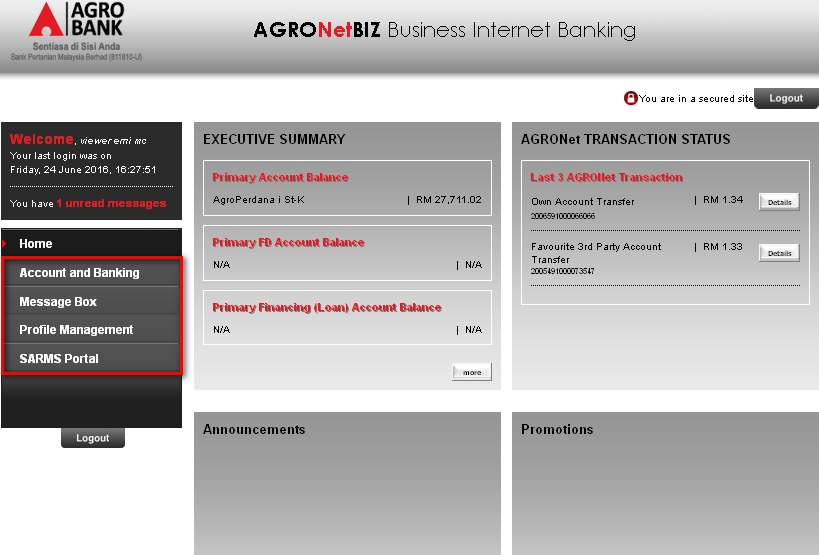 AGRO
BANK
Sentiasa di Sisi Anda
Bank Pertanian Malaysia Berhad (811810-U)
AGRONetBIZ Business Internet Banking
You are in a secured site
Logout
Welcome, viewer emi mc
Your last login was on
Friday, 24 June 2016, 16:27:51
You have 1 unread messages
Home
Account and Banking
Message Box
Profile Management
SARMS Portal
Logout
EXECUTIVE SUMMARY
Primary Account Balance
AgroPerdana i St-K | RM 27,711.02
Primary FD Account Balance
N/A | N/A
Primary Financing (Loan) Account Balance
N/A | N/A
more
AGRONet TRANSACTION STATUS
Last 3 AGRONet Transaction
Own Account Transfer | RM 1.34 Details
2006591000066066
Favourite 3rd Party Account | RM 1.33 Details
Transfer
2005491000073547
Announcements
Promotions